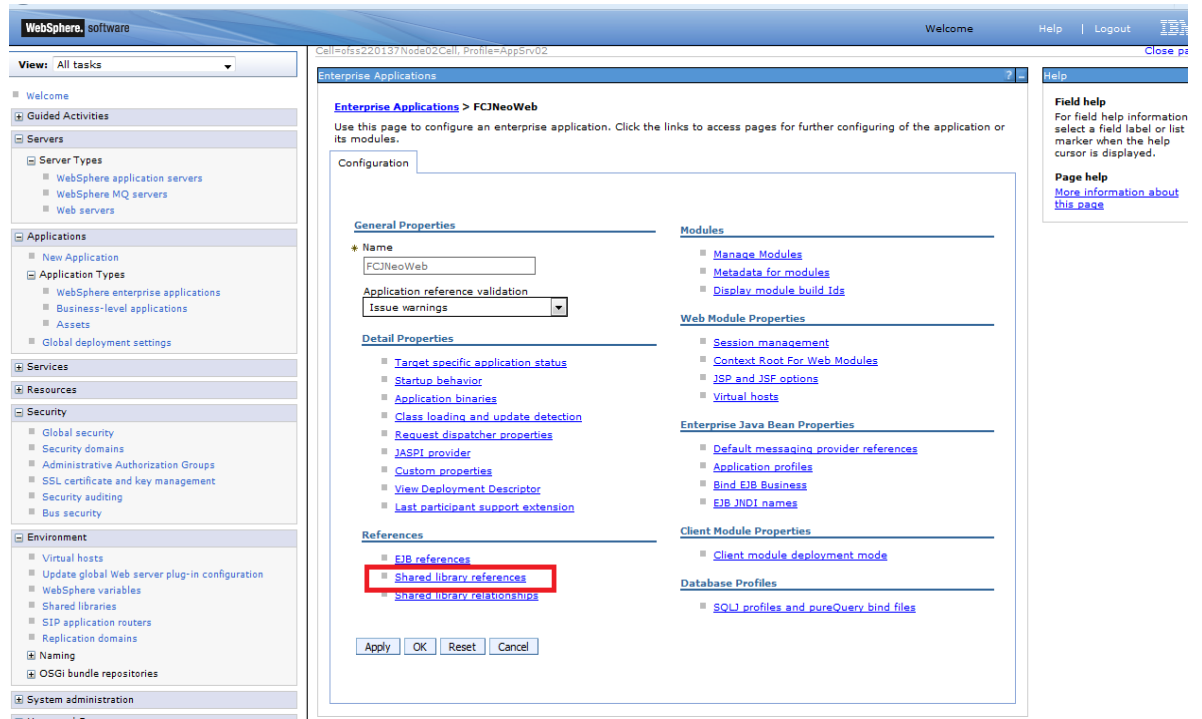 WebSphere. software
Welcome
Help | Logout
IBM
Cell=ofss220137Node02Cell, Profile=AppSrv02
Close
View: All tasks
Welcome
Guided Activities
Servers
Server Types
WebSphere application servers
WebSphere MQ servers
Web servers
Applications
New Application
Application Types
WebSphere enterprise applications
Business-level applications
Assets
Global deployment settings
Services
Resources
Security
Global security
Security domains
Administrative Authorization Groups
SSL certificate and key management
Security auditing
Bus security
Environment
Virtual hosts
Update global Web server plug-in configuration
WebSphere variables
Shared libraries
SIP application routers
Replication domains
Naming
OSGi bundle repositories
System administration
Enterprise Applications
? -
Enterprise Applications > FCJNeoWeb
Use this page to configure an enterprise application. Click the links to access pages for further configuring of the application or
its modules.
Configuration
General Properties
* Name
FCJNeoWeb
Application reference validation
Issue warnings
Detail Properties
Target specific application status
Startup behavior
Application binaries
Class loading and update detection
Request dispatcher properties
JASPI provider
Custom properties
View Deployment Descriptor
Last participant support extension
References
EJB references
Shared library references
Shared library relationships
Modules
Manage Modules
Metadata for modules
Display module build Ids
Web Module Properties
Session management
Context Root For Web Modules
JSP and JSF options
Virtual hosts
Enterprise Java Bean Properties
Default messaging provider references
Application profiles
Bind EJB Business
EJB JNDI names
Client Module Properties
Client module deployment mode
Database Profiles
SQLJ profiles and pureQuery bind files
Apply OK Reset Cancel
Help
Field help
For field help information,
select a field label or list
marker when the help
cursor is displayed.
Page help
More information about
this page